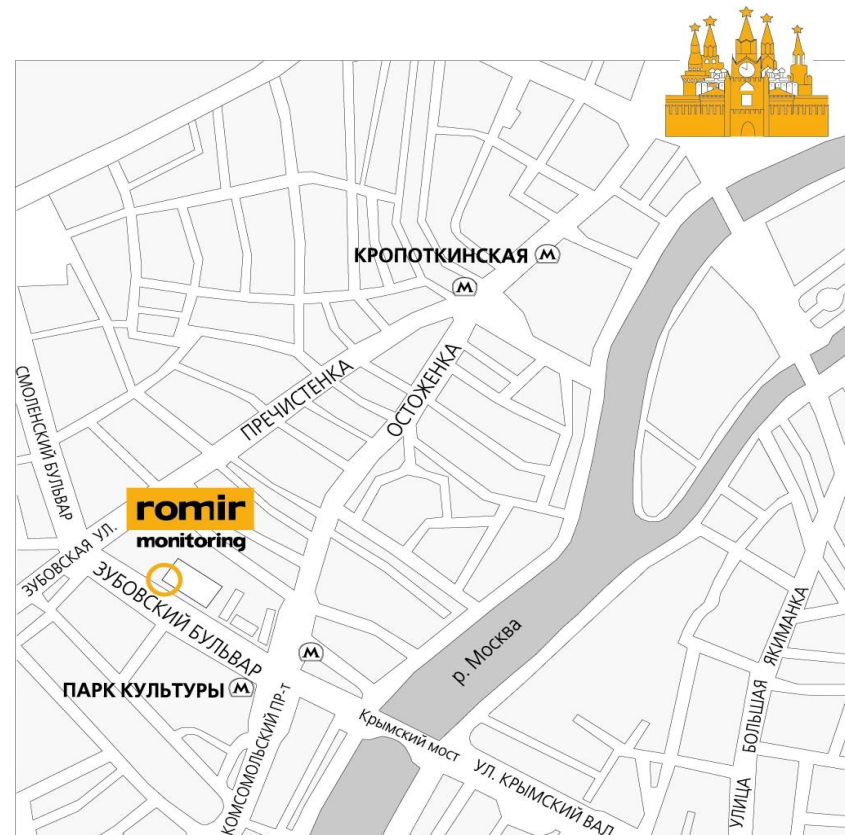 КРОПОТКИНСКАЯ М
М
ПРЕЧИСТЕНКА
ОСТОЖЕНКА
СМОЛЕНСКИЙ БУЛЬВАР
romir
monitoring
ЗУБОВСКАЯ УЛ.
ЗУБОВСКИЙ БУЛЬВАР
М
ПАРК КУЛЬТУРЫ М
КОМСОМОЛЬСКИЙ ПР-т
р. Москва
Крымский мост
УЛ. КРЫМСКИЙ ВАЛ
УЛИЦА БОЛЬШАЯ ЯКИМАНКА